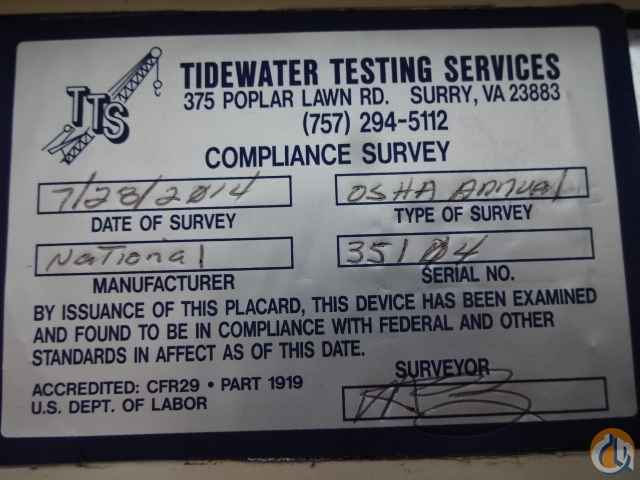 TTS
TIDEWATER TESTING SERVICES
375 POPLAR LAWN RD. SURRY, VA 23883
(757) 294-5112
COMPLIANCE SURVEY
7/28/2014 OSHA Annual
DATE OF SURVEY TYPE OF SURVEY
National 35104
MANUFACTURER SERIAL NO.
BY ISSUANCE OF THIS PLACARD, THIS DEVICE HAS BEEN EXAMINED
AND FOUND TO BE IN COMPLIANCE WITH FEDERAL AND OTHER
STANDARDS IN AFFECT AS OF THIS DATE.
SURVEYOR
ACCREDITED: CFR29 • PART 1919
U.S. DEPT. OF LABOR